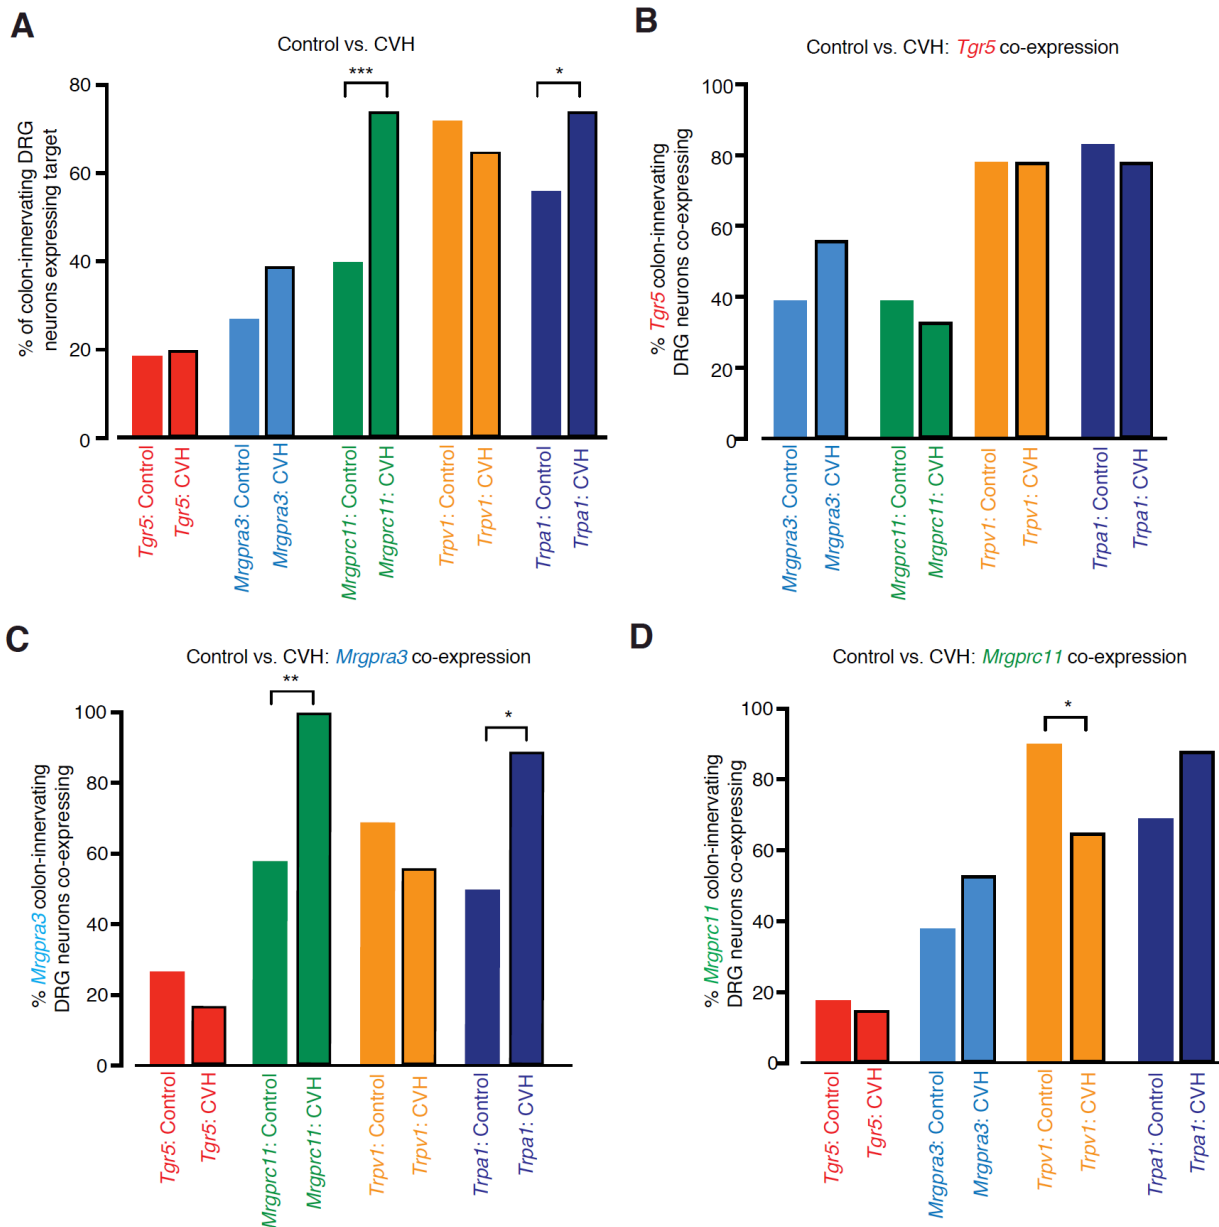 A
Control vs. CVH
% of colon-innervating DRG
neurons expressing target
80
60
40
20
0
***
*
Tgr5: Control
Tgr5: CVH
Mrgpra3: Control
Mrgpra3: CVH
Mrgprc11: Control
Mrgprc11: CVH
Trpv1: Control
Trpv1: CVH
Trpa1: Control
Trpa1: CVH
B
Control vs. CVH: Tgr5 co-expression
% Tgr5 colon-innervating
DRG neurons co-expressing
100
80
60
40
20
0
Mrgpra3: Control
Mrgpra3: CVH
Mrgprc11: Control
Mrgprc11: CVH
Trpv1: Control
Trpv1: CVH
Trpa1: Control
Trpa1: CVH
C
Control vs. CVH: Mrgpra3 co-expression
% Mrgpra3 colon-innervating
DRG neurons co-expressing
100
80
60
40
20
0
**
*
Tgr5: Control
Tgr5: CVH
Mrgprc11: Control
Mrgprc11: CVH
Trpv1: Control
Trpv1: CVH
Trpa1: Control
Trpa1: CVH
D
Control vs. CVH: Mrgprc11 co-expression
% Mrgprc11 colon-innervating
DRG neurons co-expressing
100
80
60
40
20
0
*
Tgr5: Control
Tgr5: CVH
Mrgpra3: Control
Mrgpra3: CVH
Trpv1: Control
Trpv1: CVH
Trpa1: Control
Trpa1: CVH